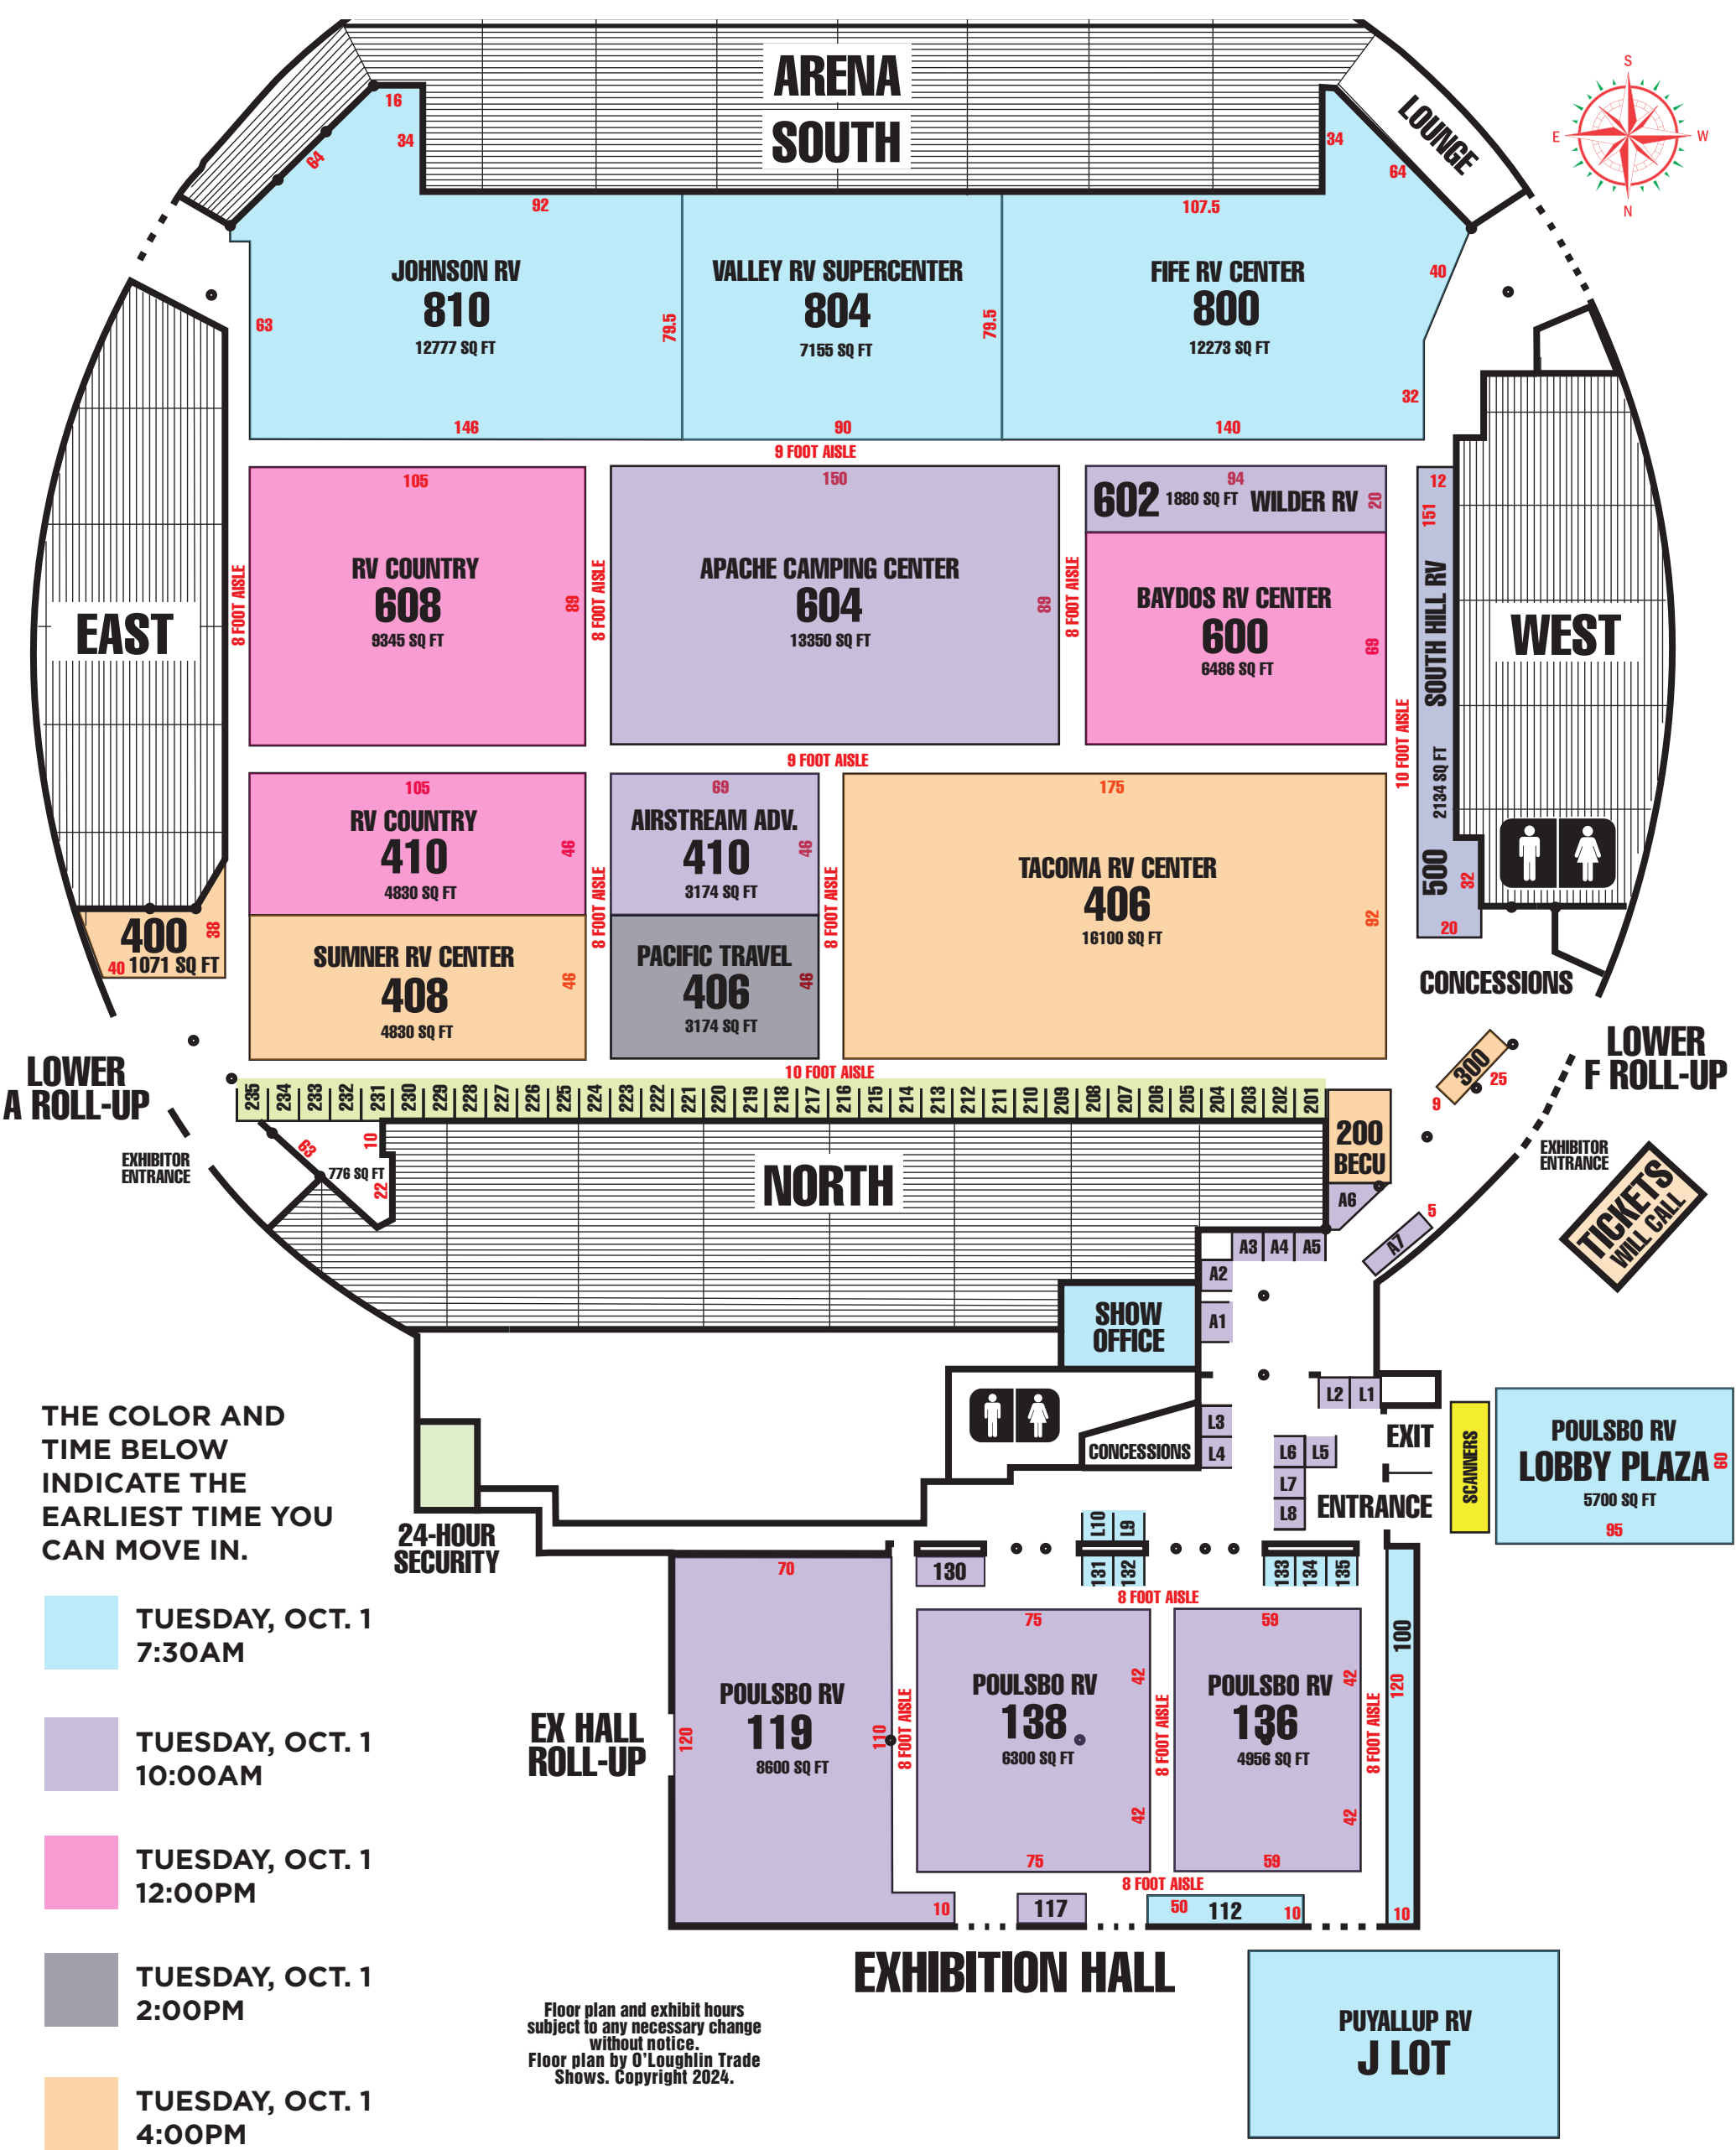 ARENA
SOUTH
LOUNGE
S
E
W
N
16
34
64
92
34
64
107.5
JOHNSON RV
810
12777 SQ FT
63
79.5
146
VALLEY RV SUPERCENTER
804
7155 SQ FT
79.5
90
FIFE RV CENTER
800
12273 SQ FT
40
32
140
9 FOOT AISLE
EAST
8 FOOT AISLE
105
RV COUNTRY
608
9345 SQ FT
89
8 FOOT AISLE
150
APACHE CAMPING CENTER
604
13350 SQ FT
89
8 FOOT AISLE
94
602 1880 SQ FT WILDER RV
20
BAYDOS RV CENTER
600
6486 SQ FT
69
10 FOOT AISLE
12
151
SOUTH HILL RV
2134 SQ FT
500
32
20
WEST
9 FOOT AISLE
105
RV COUNTRY
410
4830 SQ FT
46
SUMNER RV CENTER
408
4830 SQ FT
46
8 FOOT AISLE
69
AIRSTREAM ADV.
410
3174 SQ FT
46
PACIFIC TRAVEL
406
3174 SQ FT
46
8 FOOT AISLE
175
TACOMA RV CENTER
406
16100 SQ FT
92
400
38
40 1071 SQ FT
CONCESSIONS
LOWER
A ROLL-UP
LOWER
F ROLL-UP
300
25
9
10 FOOT AISLE
235 234 233 232 231 230 229 228 227 226 225 224 223 222 221 220 219 218 217 216 215 214 213 212 211 210 209 208 207 206 205 204 203 202 201
EXHIBITOR
ENTRANCE
63
10
776 SQ FT
22
NORTH
200
BECU
A6
EXHIBITOR
ENTRANCE
TICKETS
WILL CALL
5
A7
A3 A4 A5
A2
A1
SHOW
OFFICE
L2 L1
L3
L4
CONCESSIONS
L6 L5
L7
L8
EXIT
ENTRANCE
SCANNERS
POULSBO RV
LOBBY PLAZA
5700 SQ FT
60
95
24-HOUR
SECURITY
L10 L9
130
131 132
133 134 135
8 FOOT AISLE
70
POULSBO RV
119
8600 SQ FT
120
110
10
8 FOOT AISLE
75
POULSBO RV
138
6300 SQ FT
42
42
75
8 FOOT AISLE
59
POULSBO RV
136
4956 SQ FT
42
42
59
8 FOOT AISLE
100
120
10
EX HALL
ROLL-UP
8 FOOT AISLE
117
50 112 10
EXHIBITION HALL
PUYALLUP RV
J LOT
Floor plan and exhibit hours
subject to any necessary change
without notice.
Floor plan by O'Loughlin Trade
Shows. Copyright 2024.
THE COLOR AND
TIME BELOW
INDICATE THE
EARLIEST TIME YOU
CAN MOVE IN.
TUESDAY, OCT. 1
7:30AM
TUESDAY, OCT. 1
10:00AM
TUESDAY, OCT. 1
12:00PM
TUESDAY, OCT. 1
2:00PM
TUESDAY, OCT. 1
4:00PM